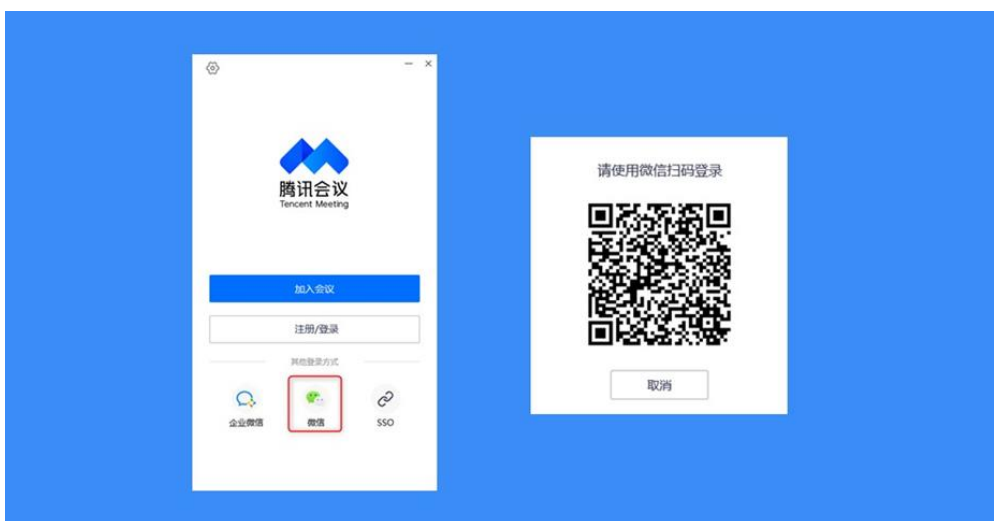 腾讯会议
Tencent Meeting
加入会议
注册/登录
其他登录方式
企业微信
微信
SSO
请使用微信扫码登录
取消